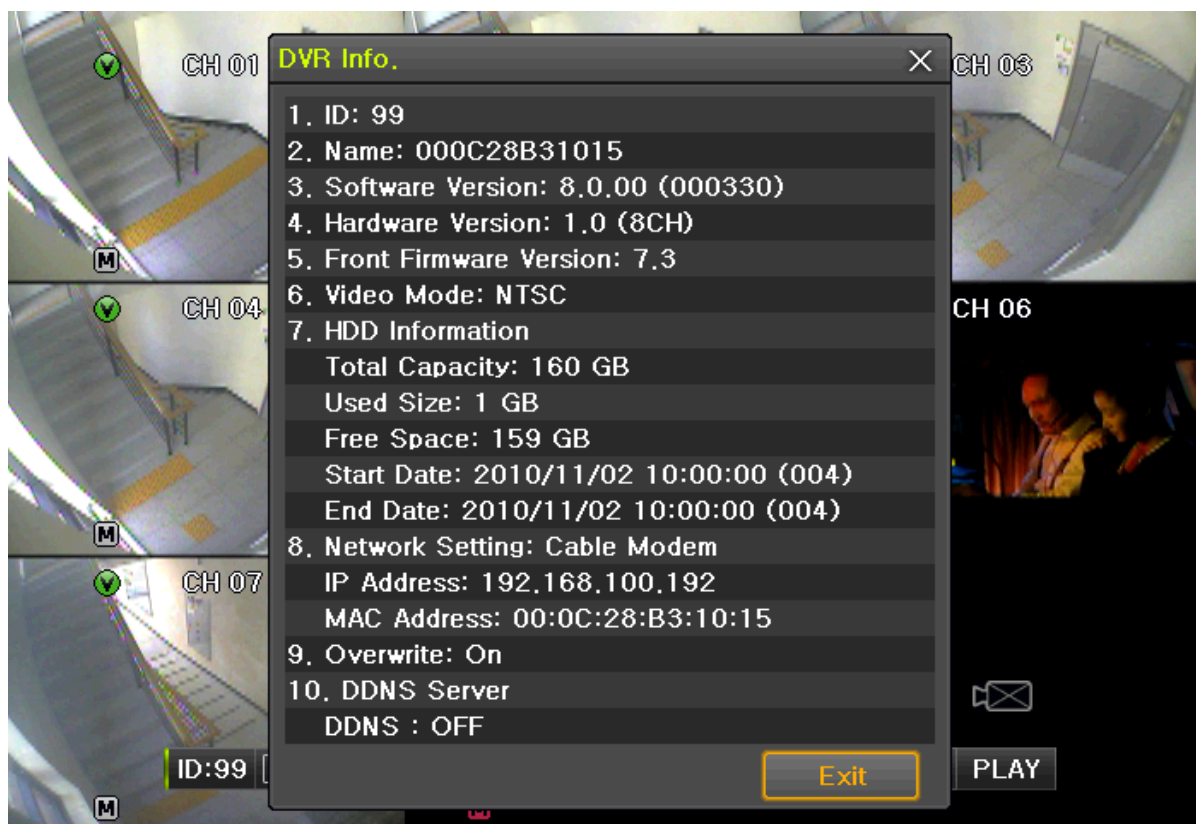 CH 01
DVR Info.
CH 03
1. ID: 99
2. Name: 000C28B31015
3. Software Version: 8.0.00 (000330)
4. Hardware Version: 1.0 (8CH)
5. Front Firmware Version: 7.3
6. Video Mode: NTSC
7. HDD Information
Total Capacity: 160 GB
Used Size: 1 GB
Free Space: 159 GB
Start Date: 2010/11/02 10:00:00 (004)
End Date: 2010/11/02 10:00:00 (004)
8. Network Setting: Cable Modem
IP Address: 192.168.100.192
MAC Address: 00:0C:28:B3:10:15
9. Overwrite: On
10. DDNS Server
DDNS : OFF
Exit
V
M
CH 04
V
M
CH 06
CH 07
V
ID:99
PLAY
M